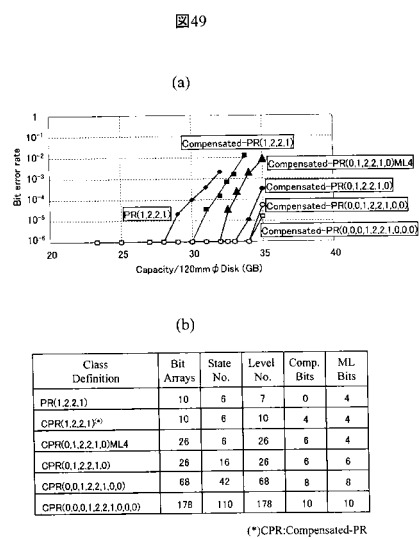 図49
(a)
Bit error rate
1
10-1
10-2
10-3
10-4
10-5
10-6
20
25
30
35
40
Capacity/120mm φ Disk (GB)
PR(1,2,2,1)
Compensated-PR(1,2,2,1)
Compensated-PR(0,1,2,2,1,0)ML4
Compensated-PR(0,1,2,2,1,0)
Compensated-PR(0,0,1,2,2,1,0,0)
Compensated-PR(0,0,0,1,2,2,1,0,0,0)
(b)
Class Definition Bit Arrays State No. Level No. Comp. Bits ML Bits
PR(1,2,2,1) 10 6 7 0 4
CPR(1,2,2,1)(*) 10 6 10 4 4
CPR(0,1,2,2,1,0)ML4 26 6 26 6 4
CPR(0,1,2,2,1,0) 26 16 26 6 6
CPR(0,0,1,2,2,1,0,0) 68 42 68 8 8
CPR(0,0,0,1,2,2,1,0,0,0) 178 110 178 10 10
(*)CPR:Compensated-PR